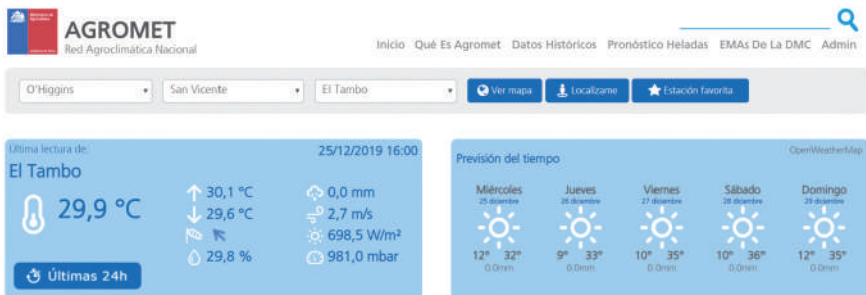 AGROMET
Red Agroclimática Nacional
Inicio Qué Es Agromet Datos Históricos Pronóstico Heladas EMAs De La DMC Admin
O'Higgins San Vicente El Tambo Ver mapa Localízame Estación favorita
Última lectura de: 25/12/2019 16:00
El Tambo
29,9 °C
30,1 °C 0,0 mm
29,6 °C 2,7 m/s
698,5 W/m²
29,8 % 981,0 mbar
Últimas 24h
Previsión del tiempo OpenWeatherMap
Miércoles Jueves Viernes Sábado Domingo
25 diciembre 26 diciembre 27 diciembre 28 diciembre 29 diciembre
12° 32° 9° 33° 10° 35° 10° 36° 12° 35°
0.0mm 0.0mm 0.0mm 0.0mm 0.0mm